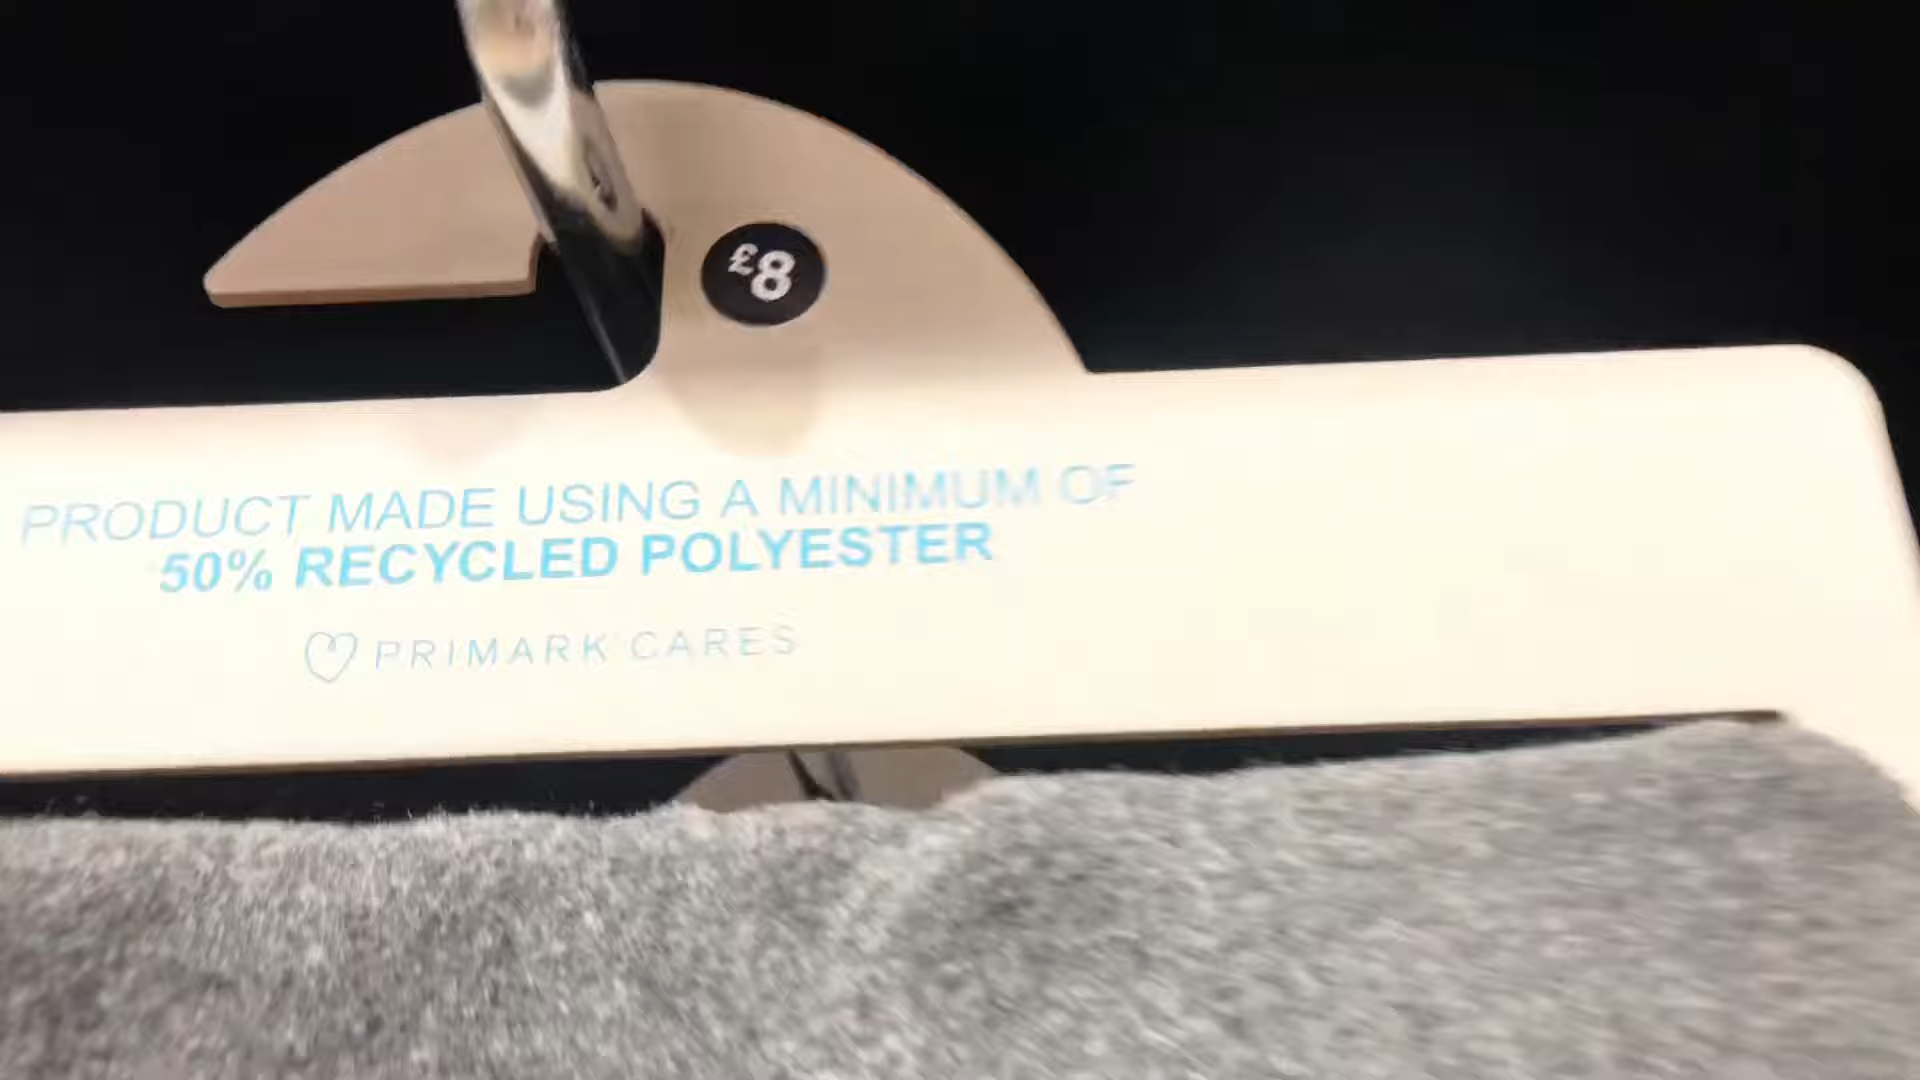 £8
PRODUCT MADE USING A MINIMUM OF
50% RECYCLED POLYESTER
PRIMARK CARES